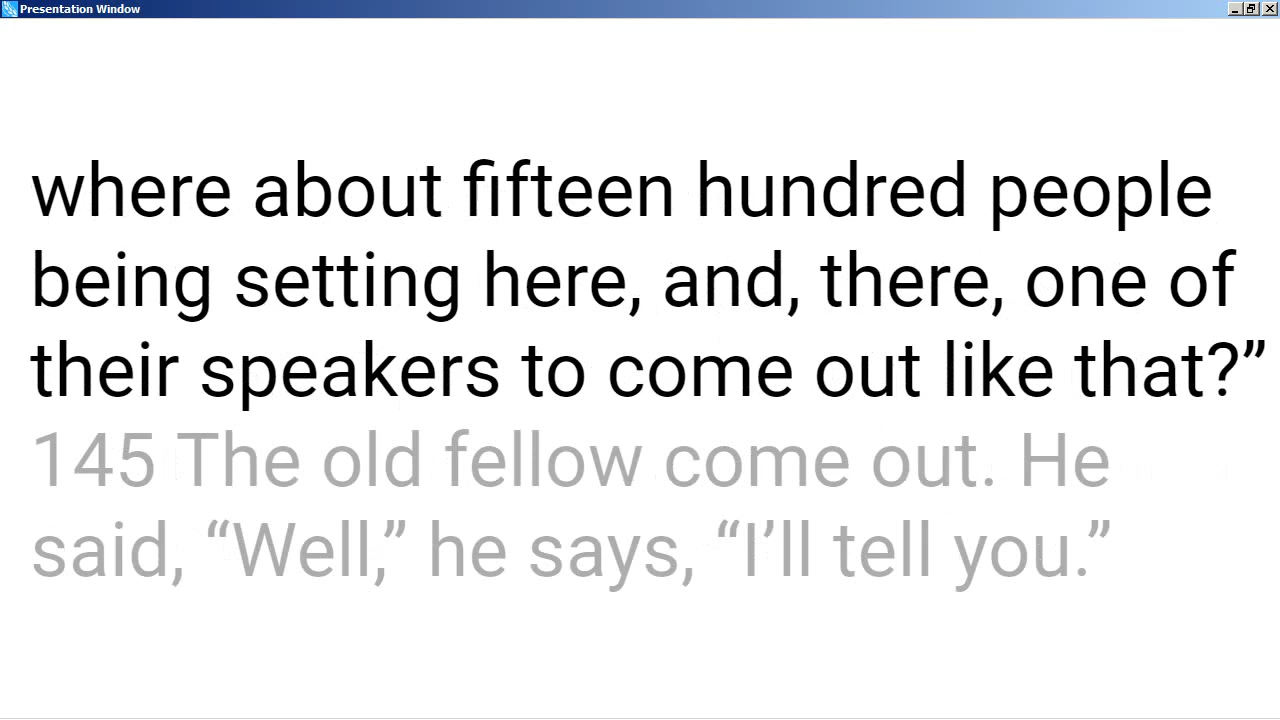 Presentation Window
where about fifteen hundred people
being setting here, and, there, one of
their speakers to come out like that?”
145 The old fellow come out. He
said, “Well,” he says, “I’ll tell you.”